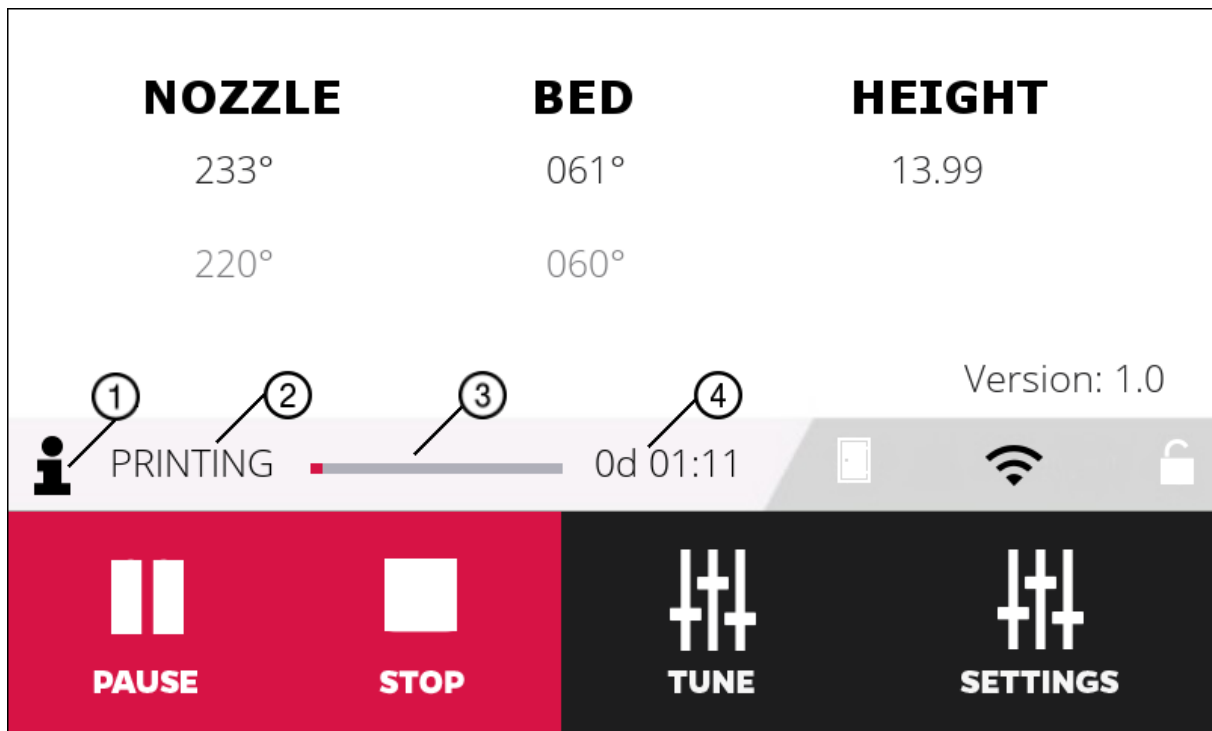 NOZZLE BED HEIGHT
233° 061° 13.99
220° 060°
Version: 1.0
1 2 3 4
PRINTING 0d 01:11
PAUSE STOP TUNE SETTINGS